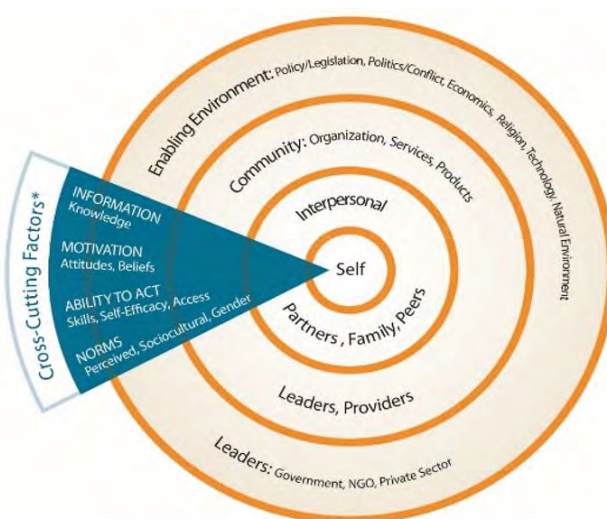 Enabling Environment: Policy/Legislation, Politics/Conflict, Economics, Religion, Technology, Natural Environment
Community: Organization, Services, Products
Interpersonal
Self
Partners, Family, Peers
Leaders, Providers
Leaders: Government, NGO, Private Sector
Cross-Cutting Factors*
INFORMATION
Knowledge
MOTIVATION
Attitudes, Beliefs
ABILITY TO ACT
Skills, Self-Efficacy, Access
NORMS
Perceived, Sociocultural, Gender